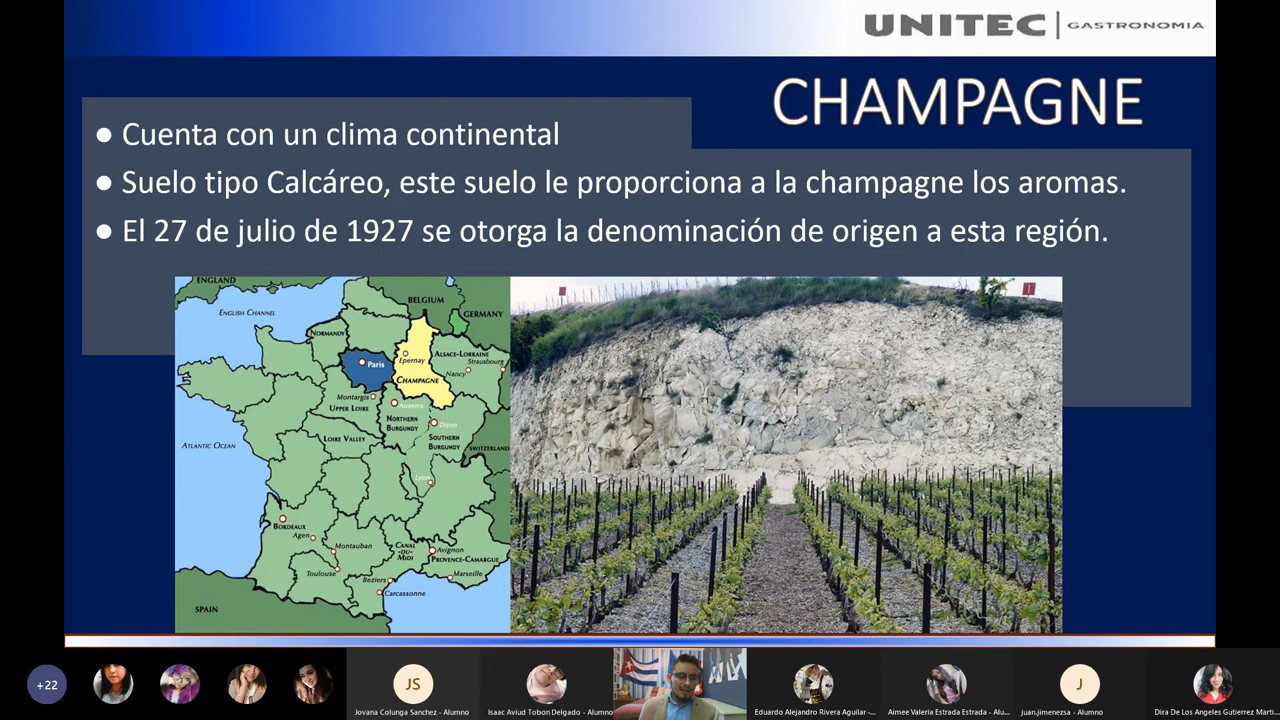 UNITEC | GASTRONOMIA
CHAMPAGNE
● Cuenta con un clima continental
● Suelo tipo Calcáreo, este suelo le proporciona a la champagne los aromas.
● El 27 de julio de 1927 se otorga la denominación de origen a esta región.
ENGLAND
BELGIUM
ENGLISH CHANNEL
GERMANY
NORMANDY
ALSACE-LORRAINE
Epernay
Strausbourg
Paris
Nancy
CHAMPAGNE
Montargis
Auxerre
UPPER LOIRE
NORTHERN
BURGUNDY
Dijon
LOIRE VALLEY
SOUTHERN
BURGUNDY
ATLANTIC OCEAN
SWITZERLAND
Lyon
BORDEAUX
Agen
Montauban
CANAL
-DU-
MIDI
Avignon
PROVENCE-CAMARGUE
Toulouse
Beziers
Marseille
Carcassonne
SPAIN
+22
JS
J
Jovana Colunga Sanchez - Alumno
Isaac Aviud Tobon Delgado - Alumno
Eduardo Alejandro Rivera Aguilar -...
Aimee Valeria Estrada Estrada - Alu...
juan.jimenezsa - Alumno
Dira De Los Angeles Gutierrez Marti...